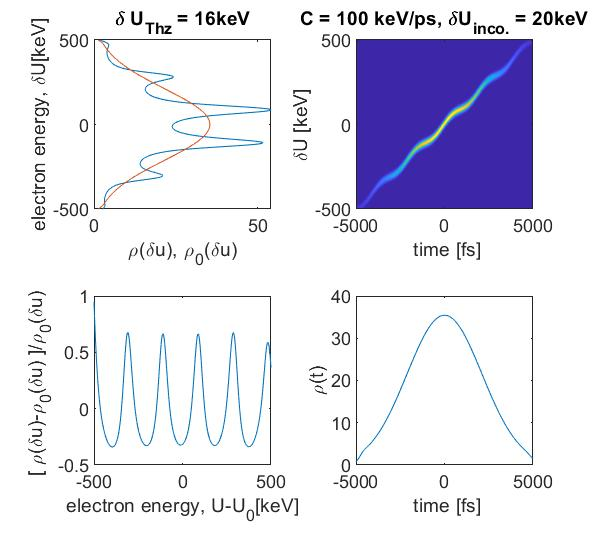 δ U_Thz = 16keV
C = 100 keV/ps, δU_inco. = 20keV
electron energy, δU[keV]
500
0
-500
0
50
ρ(δu), ρ_0(δu)
δU [keV]
500
0
-500
-5000
0
5000
time [fs]
[ ρ(δu)-ρ_0(δu) ]/ρ_0(δu)
1
0.5
0
-0.5
-500
0
500
electron energy, U-U_0[keV]
ρ(t)
40
30
20
10
0
-5000
0
5000
time [fs]